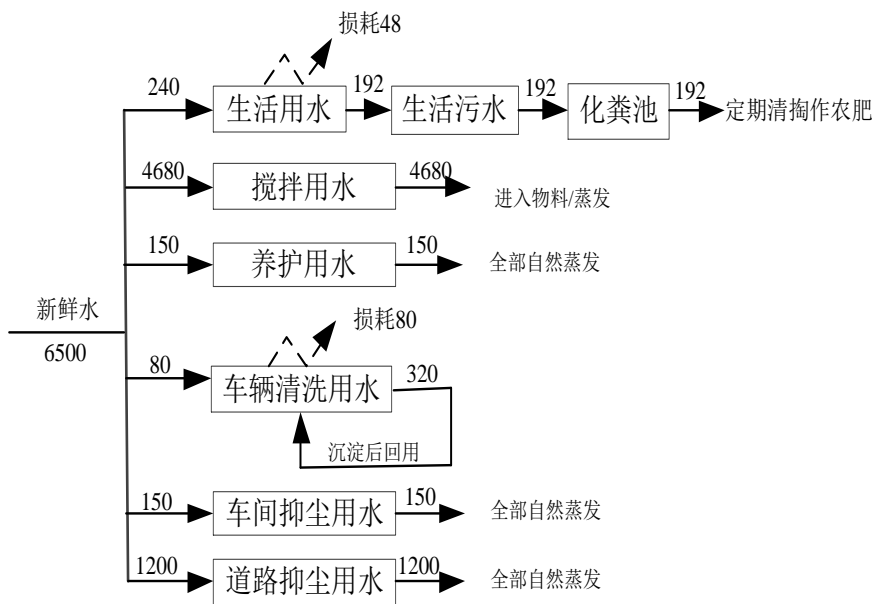 损耗48
240 生活用水 192 生活污水 192 化粪池 192 定期清掏作农肥
4680 搅拌用水 4680 进入物料/蒸发
150 养护用水 150 全部自然蒸发
新鲜水
6500
损耗80
80 车辆清洗用水 320
沉淀后回用
150 车间抑尘用水 150 全部自然蒸发
1200 道路抑尘用水 1200 全部自然蒸发